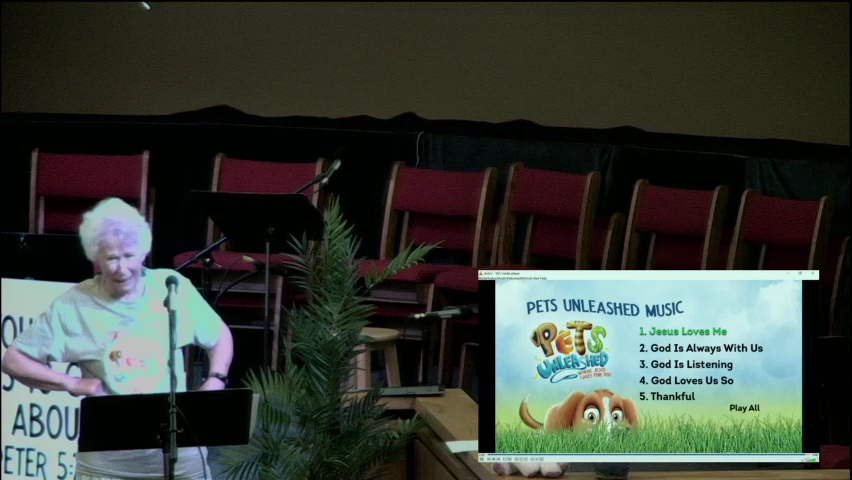 PETS UNLEASHED MUSIC
PETS
UNLEASHED
1. Jesus Loves Me
2. God Is Always With Us
3. God Is Listening
4. God Loves Us So
5. Thankful
Play All
ABOU
ETER 5: